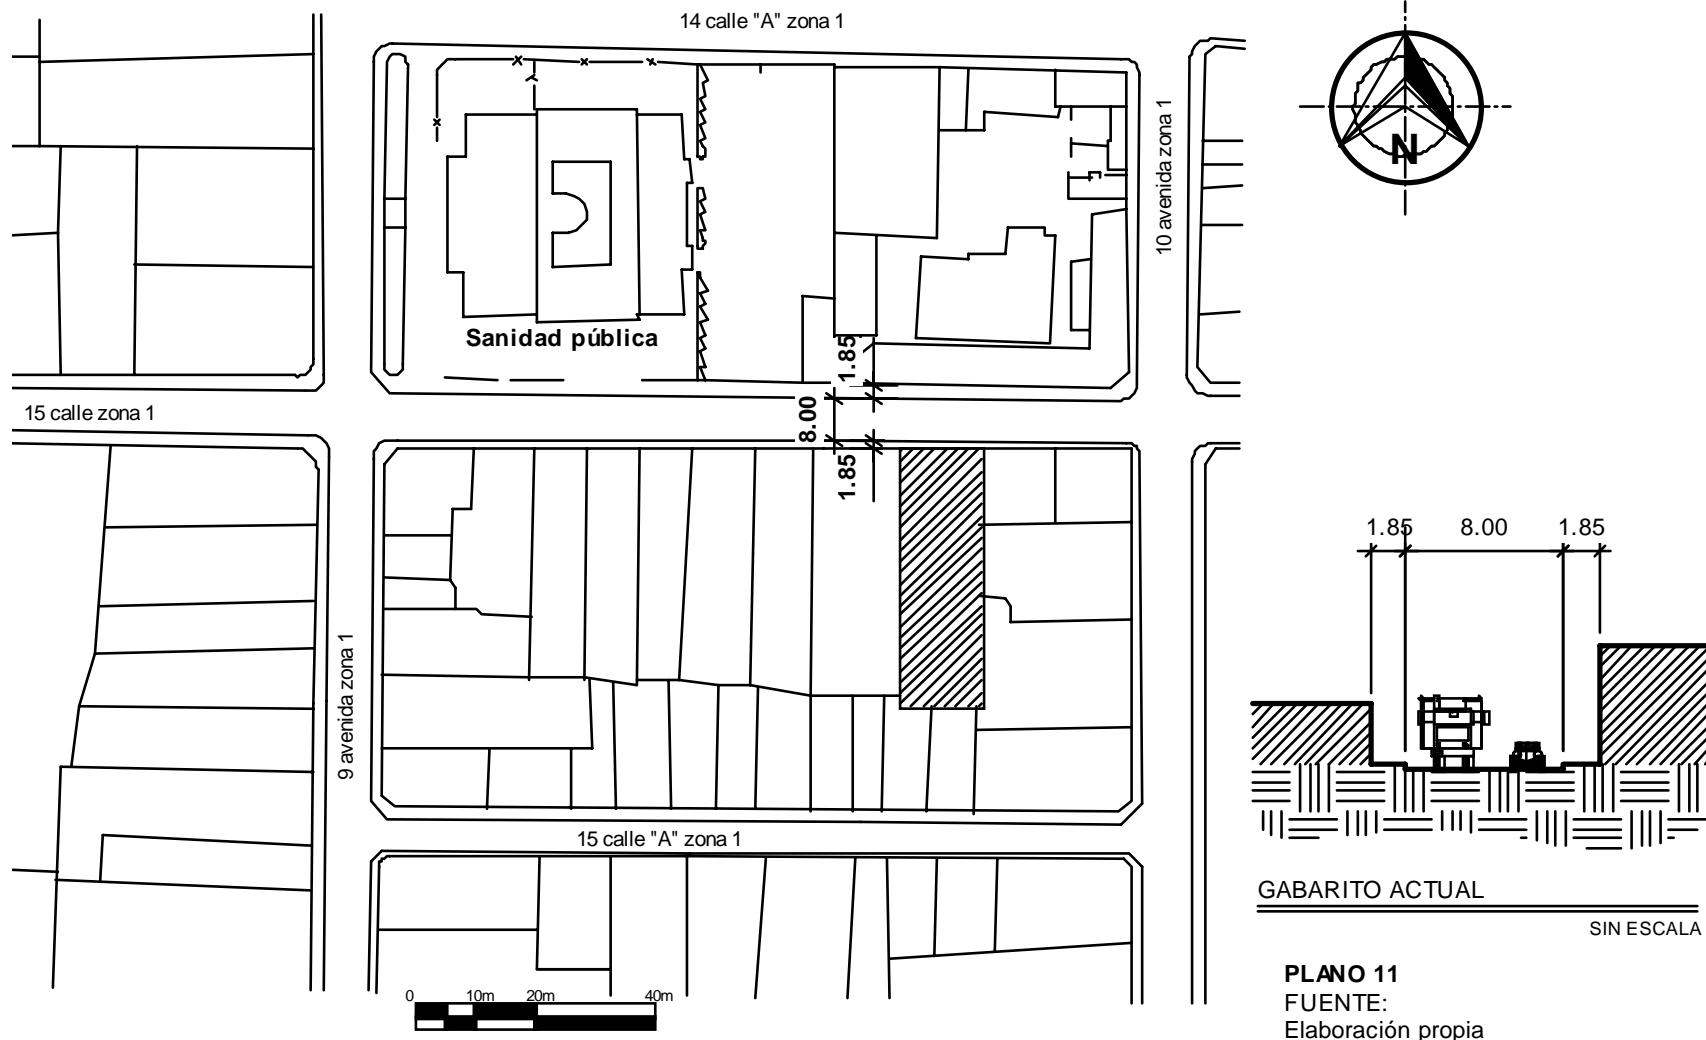 14 calle "A" zona 1
10 avenida zona 1
N
Sanidad pública
1.85
8.00
1.85
15 calle zona 1
9 avenida zona 1
1.85 8.00 1.85
15 calle "A" zona 1
GABARITO ACTUAL
SIN ESCALA
0 10m 20m 40m
PLANO 11
FUENTE:
Elaboración propia